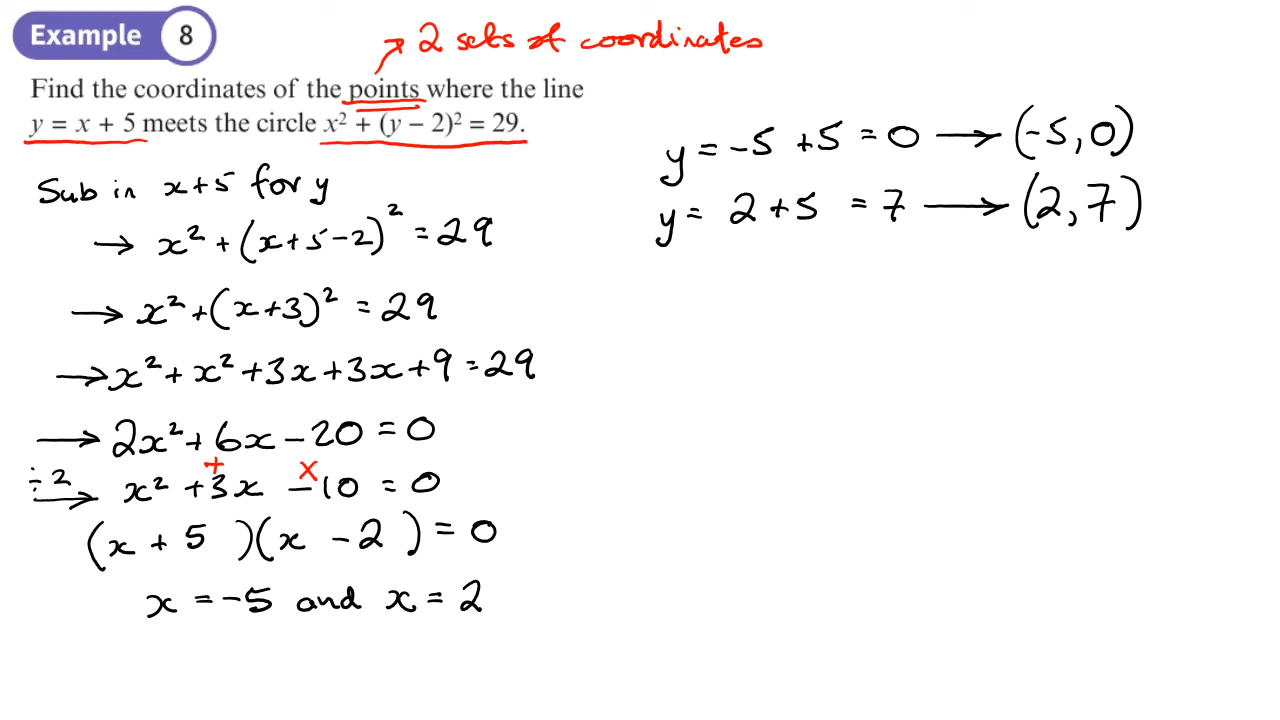 Example 8
2 sets of coordinates
Find the coordinates of the points where the line
y = x + 5 meets the circle x² + (y − 2)² = 29.
Sub in x+5 for y
→ x² + (x+5−2)² = 29
→ x² + (x+3)² = 29
→ x² + x² + 3x + 3x + 9 = 29
→ 2x² + 6x − 20 = 0
+ ×
÷2 → x² + 3x − 10 = 0
(x + 5 )(x − 2 ) = 0
x = −5 and x = 2
y = −5 + 5 = 0 → (−5, 0)
y = 2 + 5 = 7 → (2, 7)